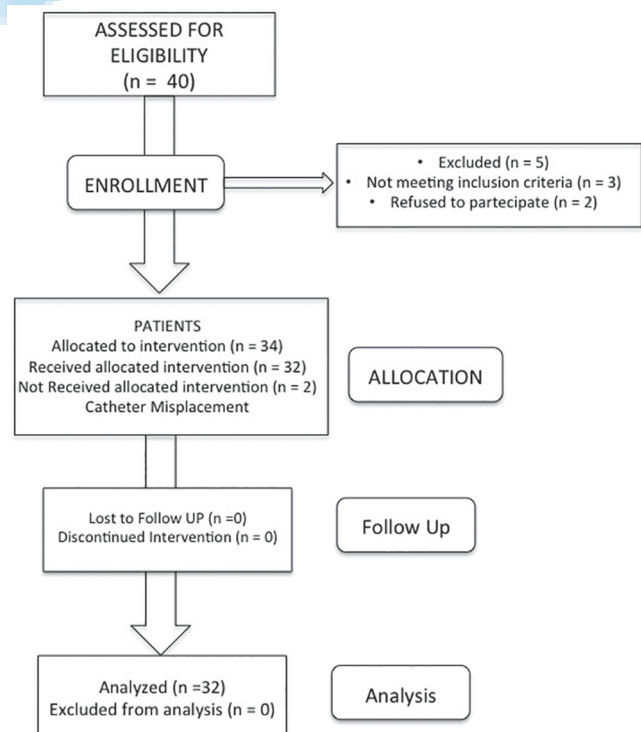 ASSESSED FOR
ELIGIBILITY
(n = 40)
ENROLLMENT
• Excluded (n = 5)
• Not meeting inclusion criteria (n = 3)
• Refused to partecipate (n = 2)
PATIENTS
Allocated to intervention (n = 34)
Received allocated intervention (n = 32)
Not Received allocated intervention (n = 2)
Catheter Misplacement
ALLOCATION
Lost to Follow UP (n =0)
Discontinued Intervention (n = 0)
Follow Up
Analyzed (n =32)
Excluded from analysis (n = 0)
Analysis